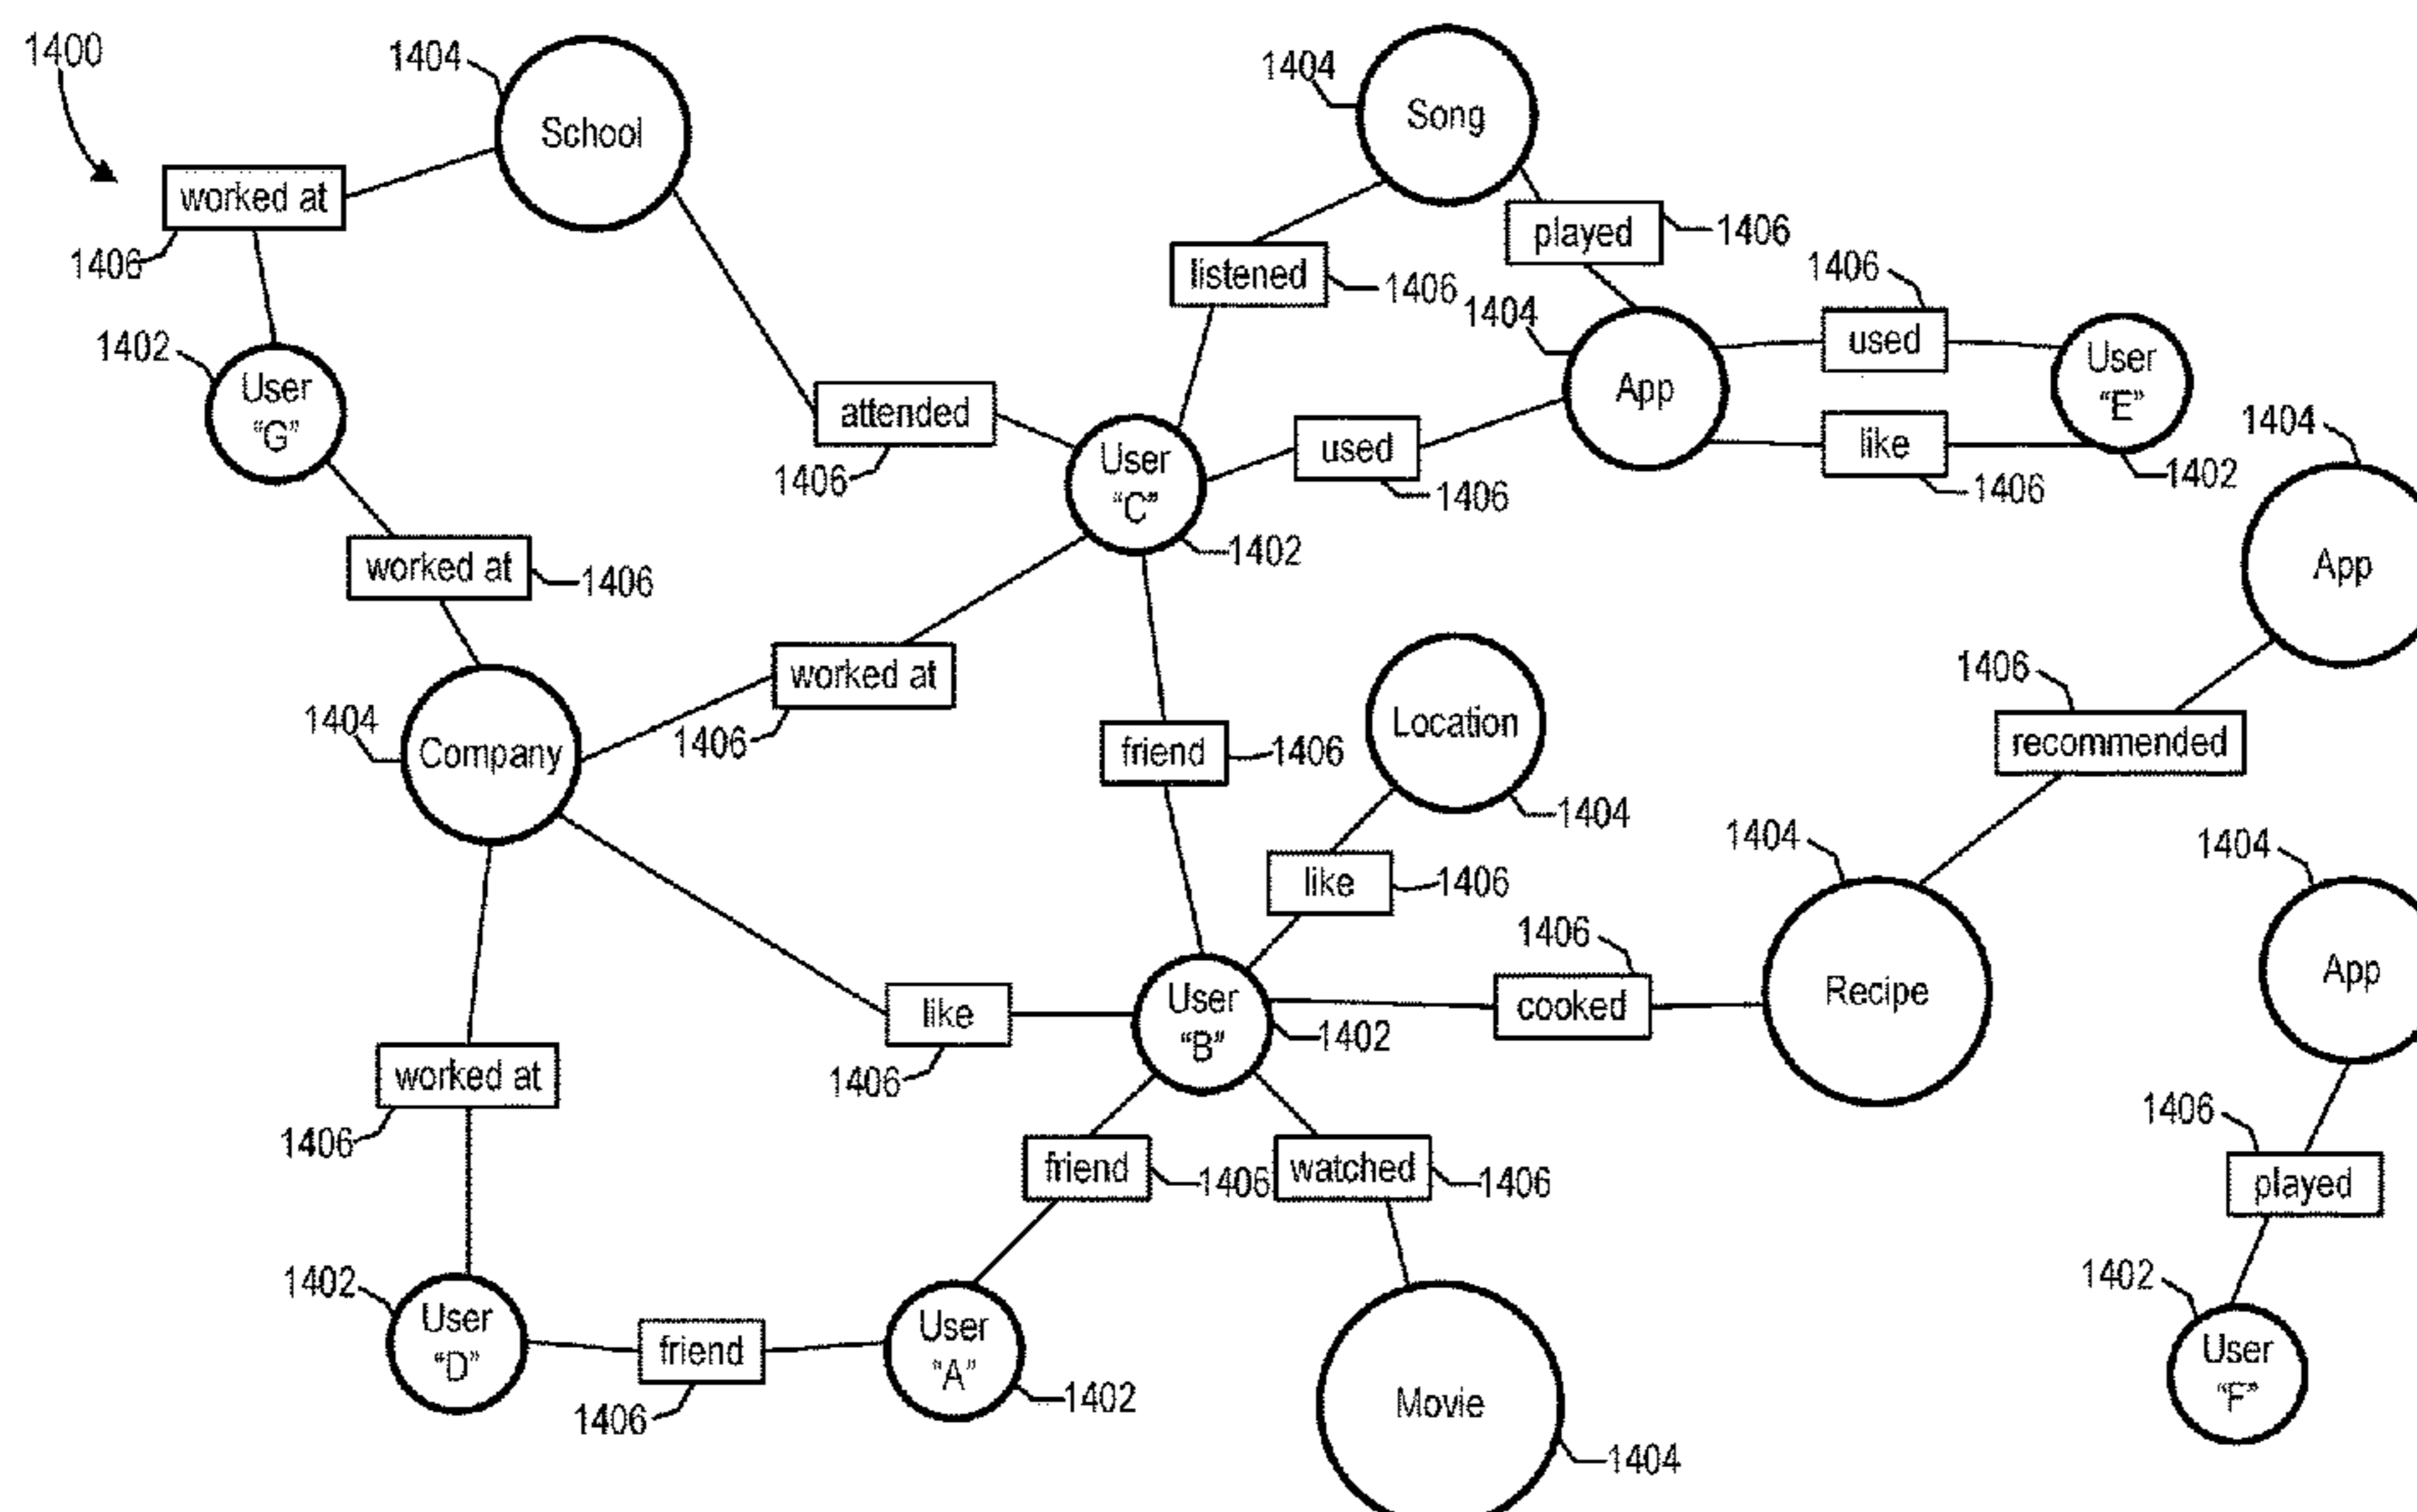 1400
1404
School
1404
Song
worked at
1406
played
1406
listened
1406
1406
1404
used
1402
User
"G"
App
User
"E"
attended
1406
like
1406
1402
1404
User
"C"
1402
used
1406
App
worked at
1406
worked at
1406
1404
Company
friend
1406
Location
1404
1406
recommended
like
1406
1404
Recipe
1404
App
1406
cooked
like
1406
User
"B"
1402
worked at
1406
friend
1406
watched
1406
1406
played
1402
User
"D"
friend
1406
User
"A"
1402
Movie
1404
1402
User
"F"